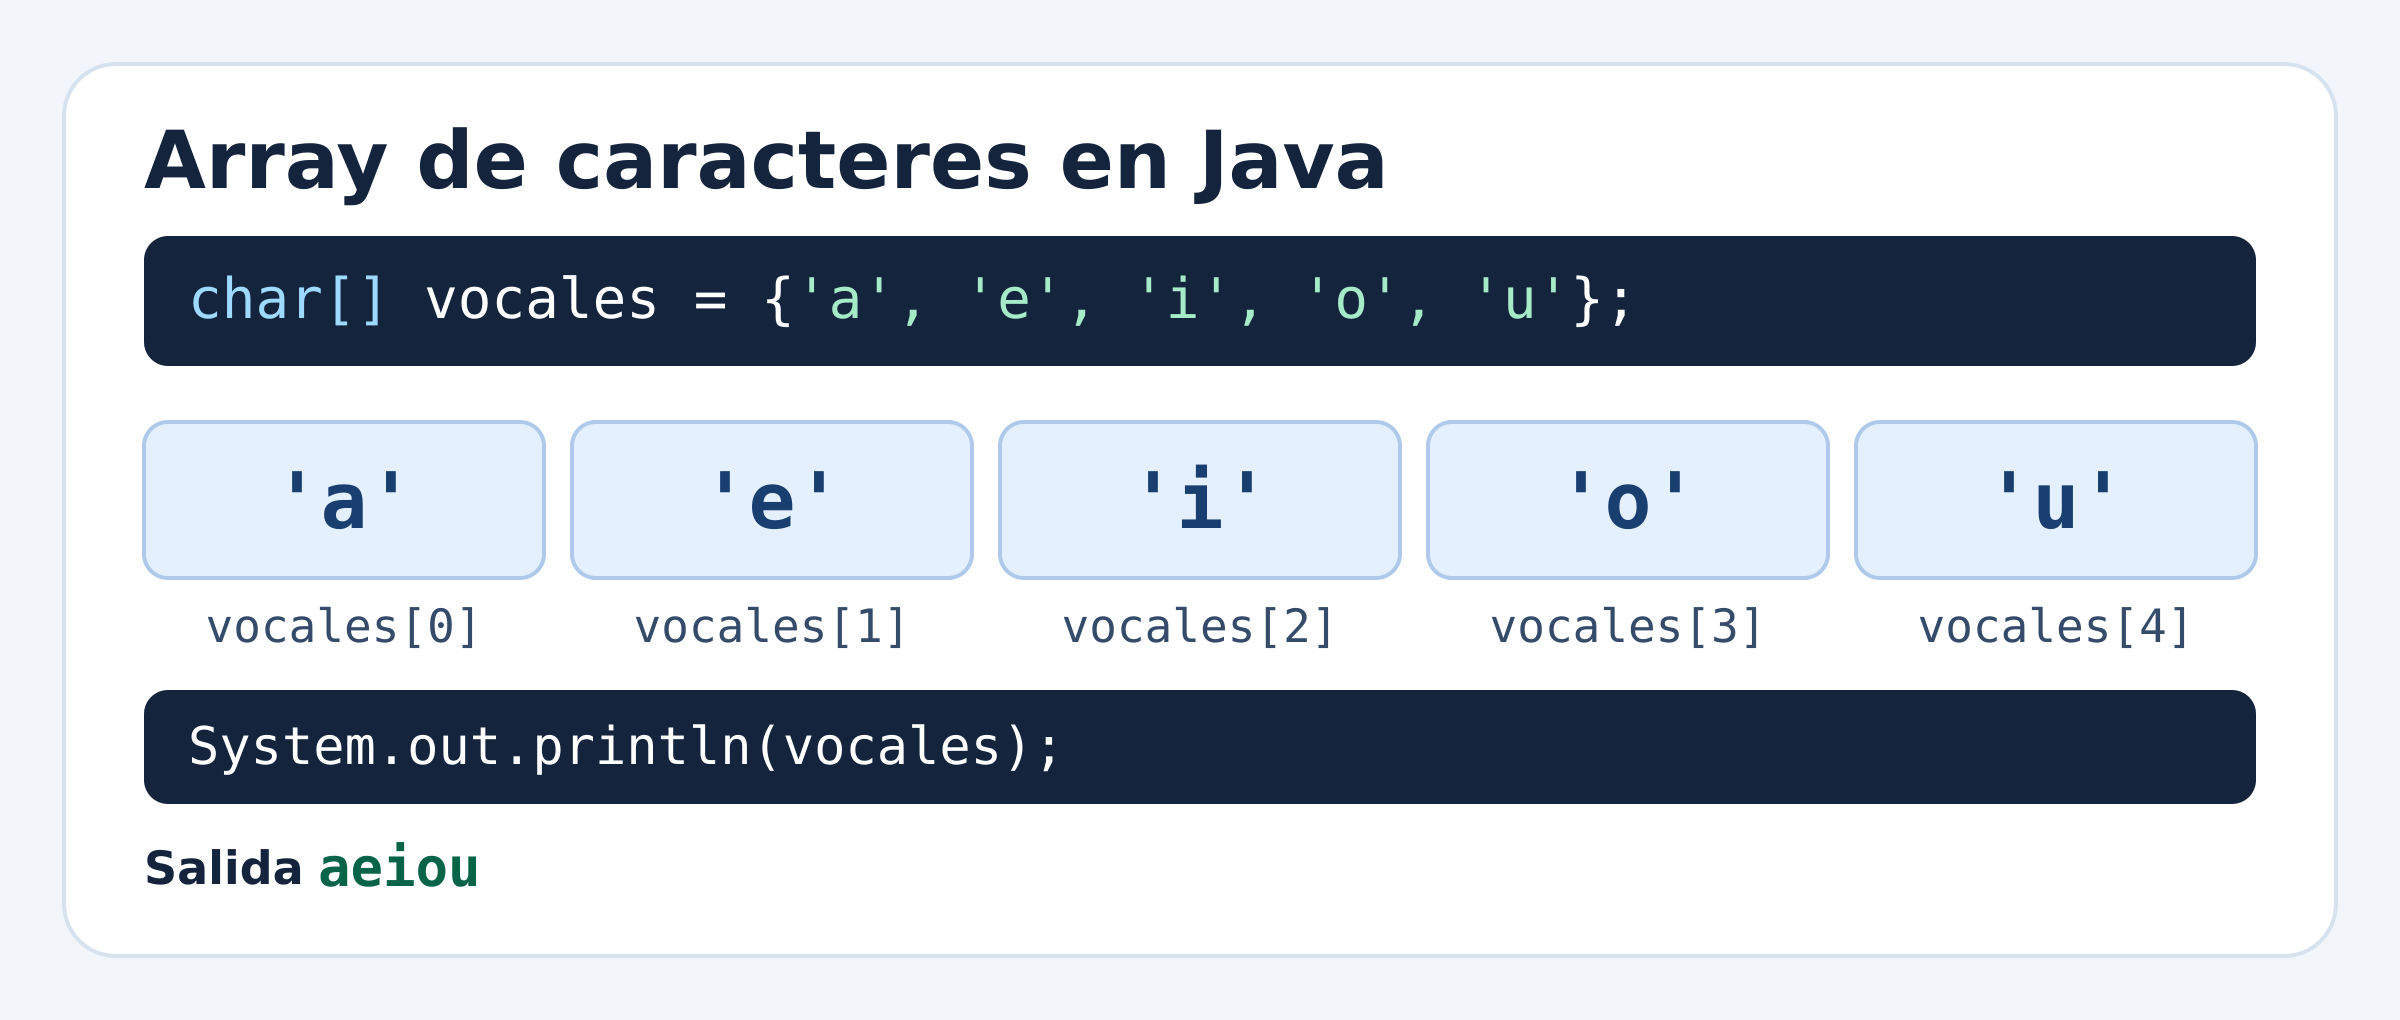 Array de caracteres en Java
char[] vocales = {'a', 'e', 'i', 'o', 'u'};
'a' 'e' 'i' 'o' 'u'
vocales[0] vocales[1] vocales[2] vocales[3] vocales[4]
System.out.println(vocales);
Salida aeiou